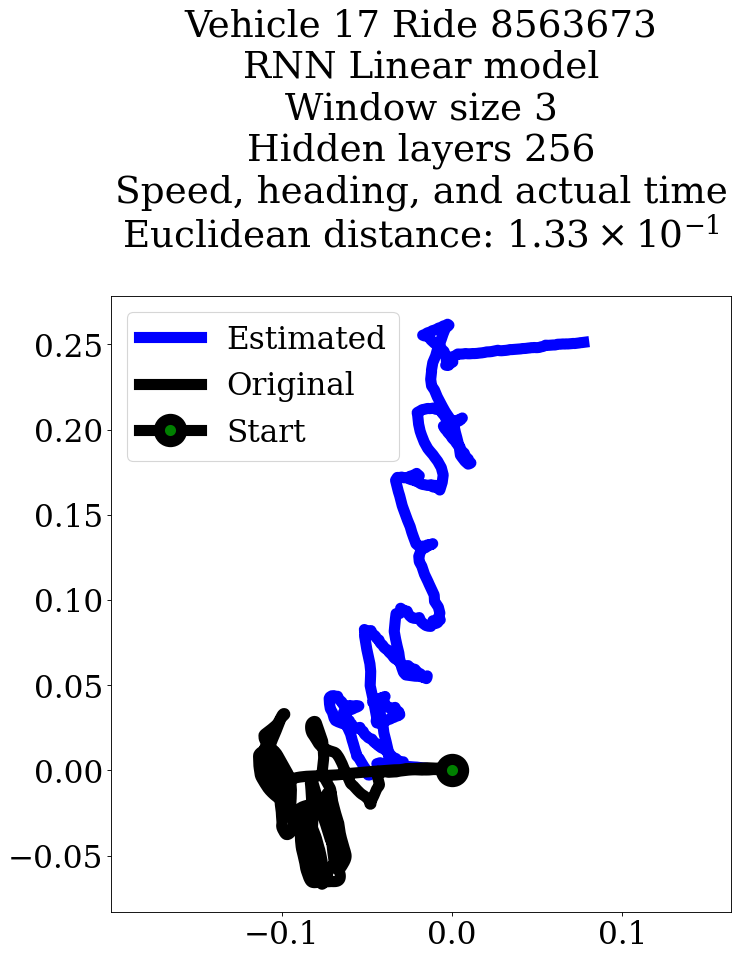 Vehicle 17 Ride 8563673
RNN Linear model
Window size 3
Hidden layers 256
Speed, heading, and actual time
Euclidean distance: 1.33 × 10⁻¹
Estimated
Original
Start
0.25
0.20
0.15
0.10
0.05
0.00
−0.05
−0.1 0.0 0.1